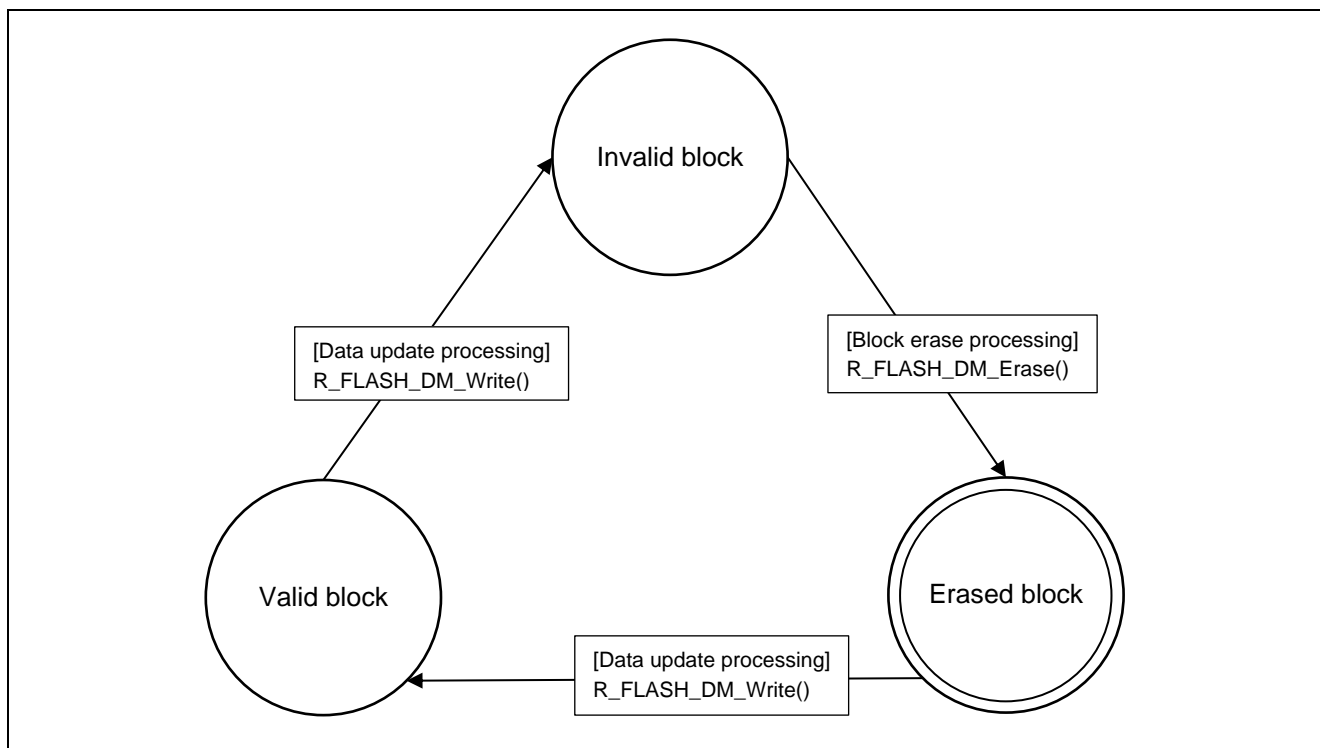 Invalid block
[Data update processing]
R_FLASH_DM_Write()
[Block erase processing]
R_FLASH_DM_Erase()
Valid block
Erased block
[Data update processing]
R_FLASH_DM_Write()